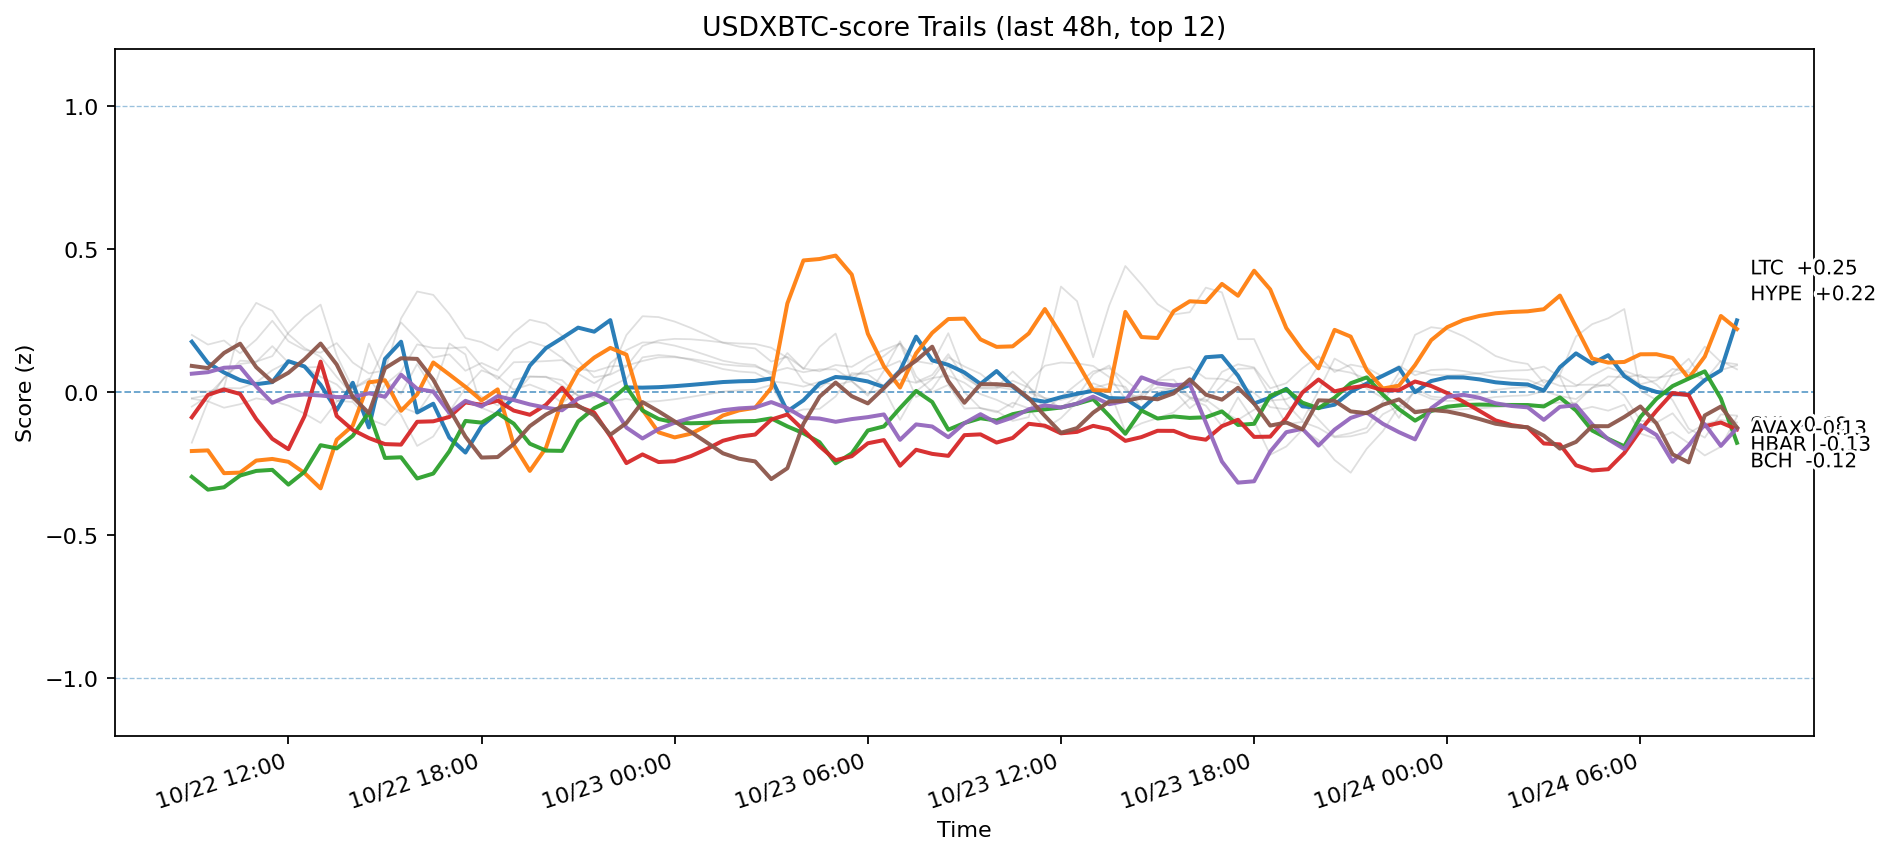 USDXBTC-score Trails (last 48h, top 12)
Score (z)
1.0
0.5
0.0
−0.5
−1.0
LTC +0.25
HYPE +0.22
AVAX -0.13
HBAR -0.13
BCH -0.12
10/22 12:00
10/22 18:00
10/23 00:00
10/23 06:00
10/23 12:00
10/23 18:00
10/24 00:00
10/24 06:00
Time